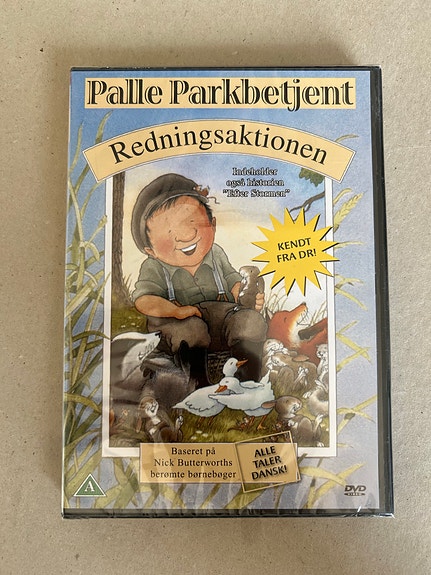 Palle Parkbetjent
Redningsaktionen
Indeholder
også historien
"Efter Stormen"
KENDT
FRA DR!
Baseret på
Nick Butterworths
berømte børnebøger
ALLE
TALER
DANSK!
A
DVD
VIDEO